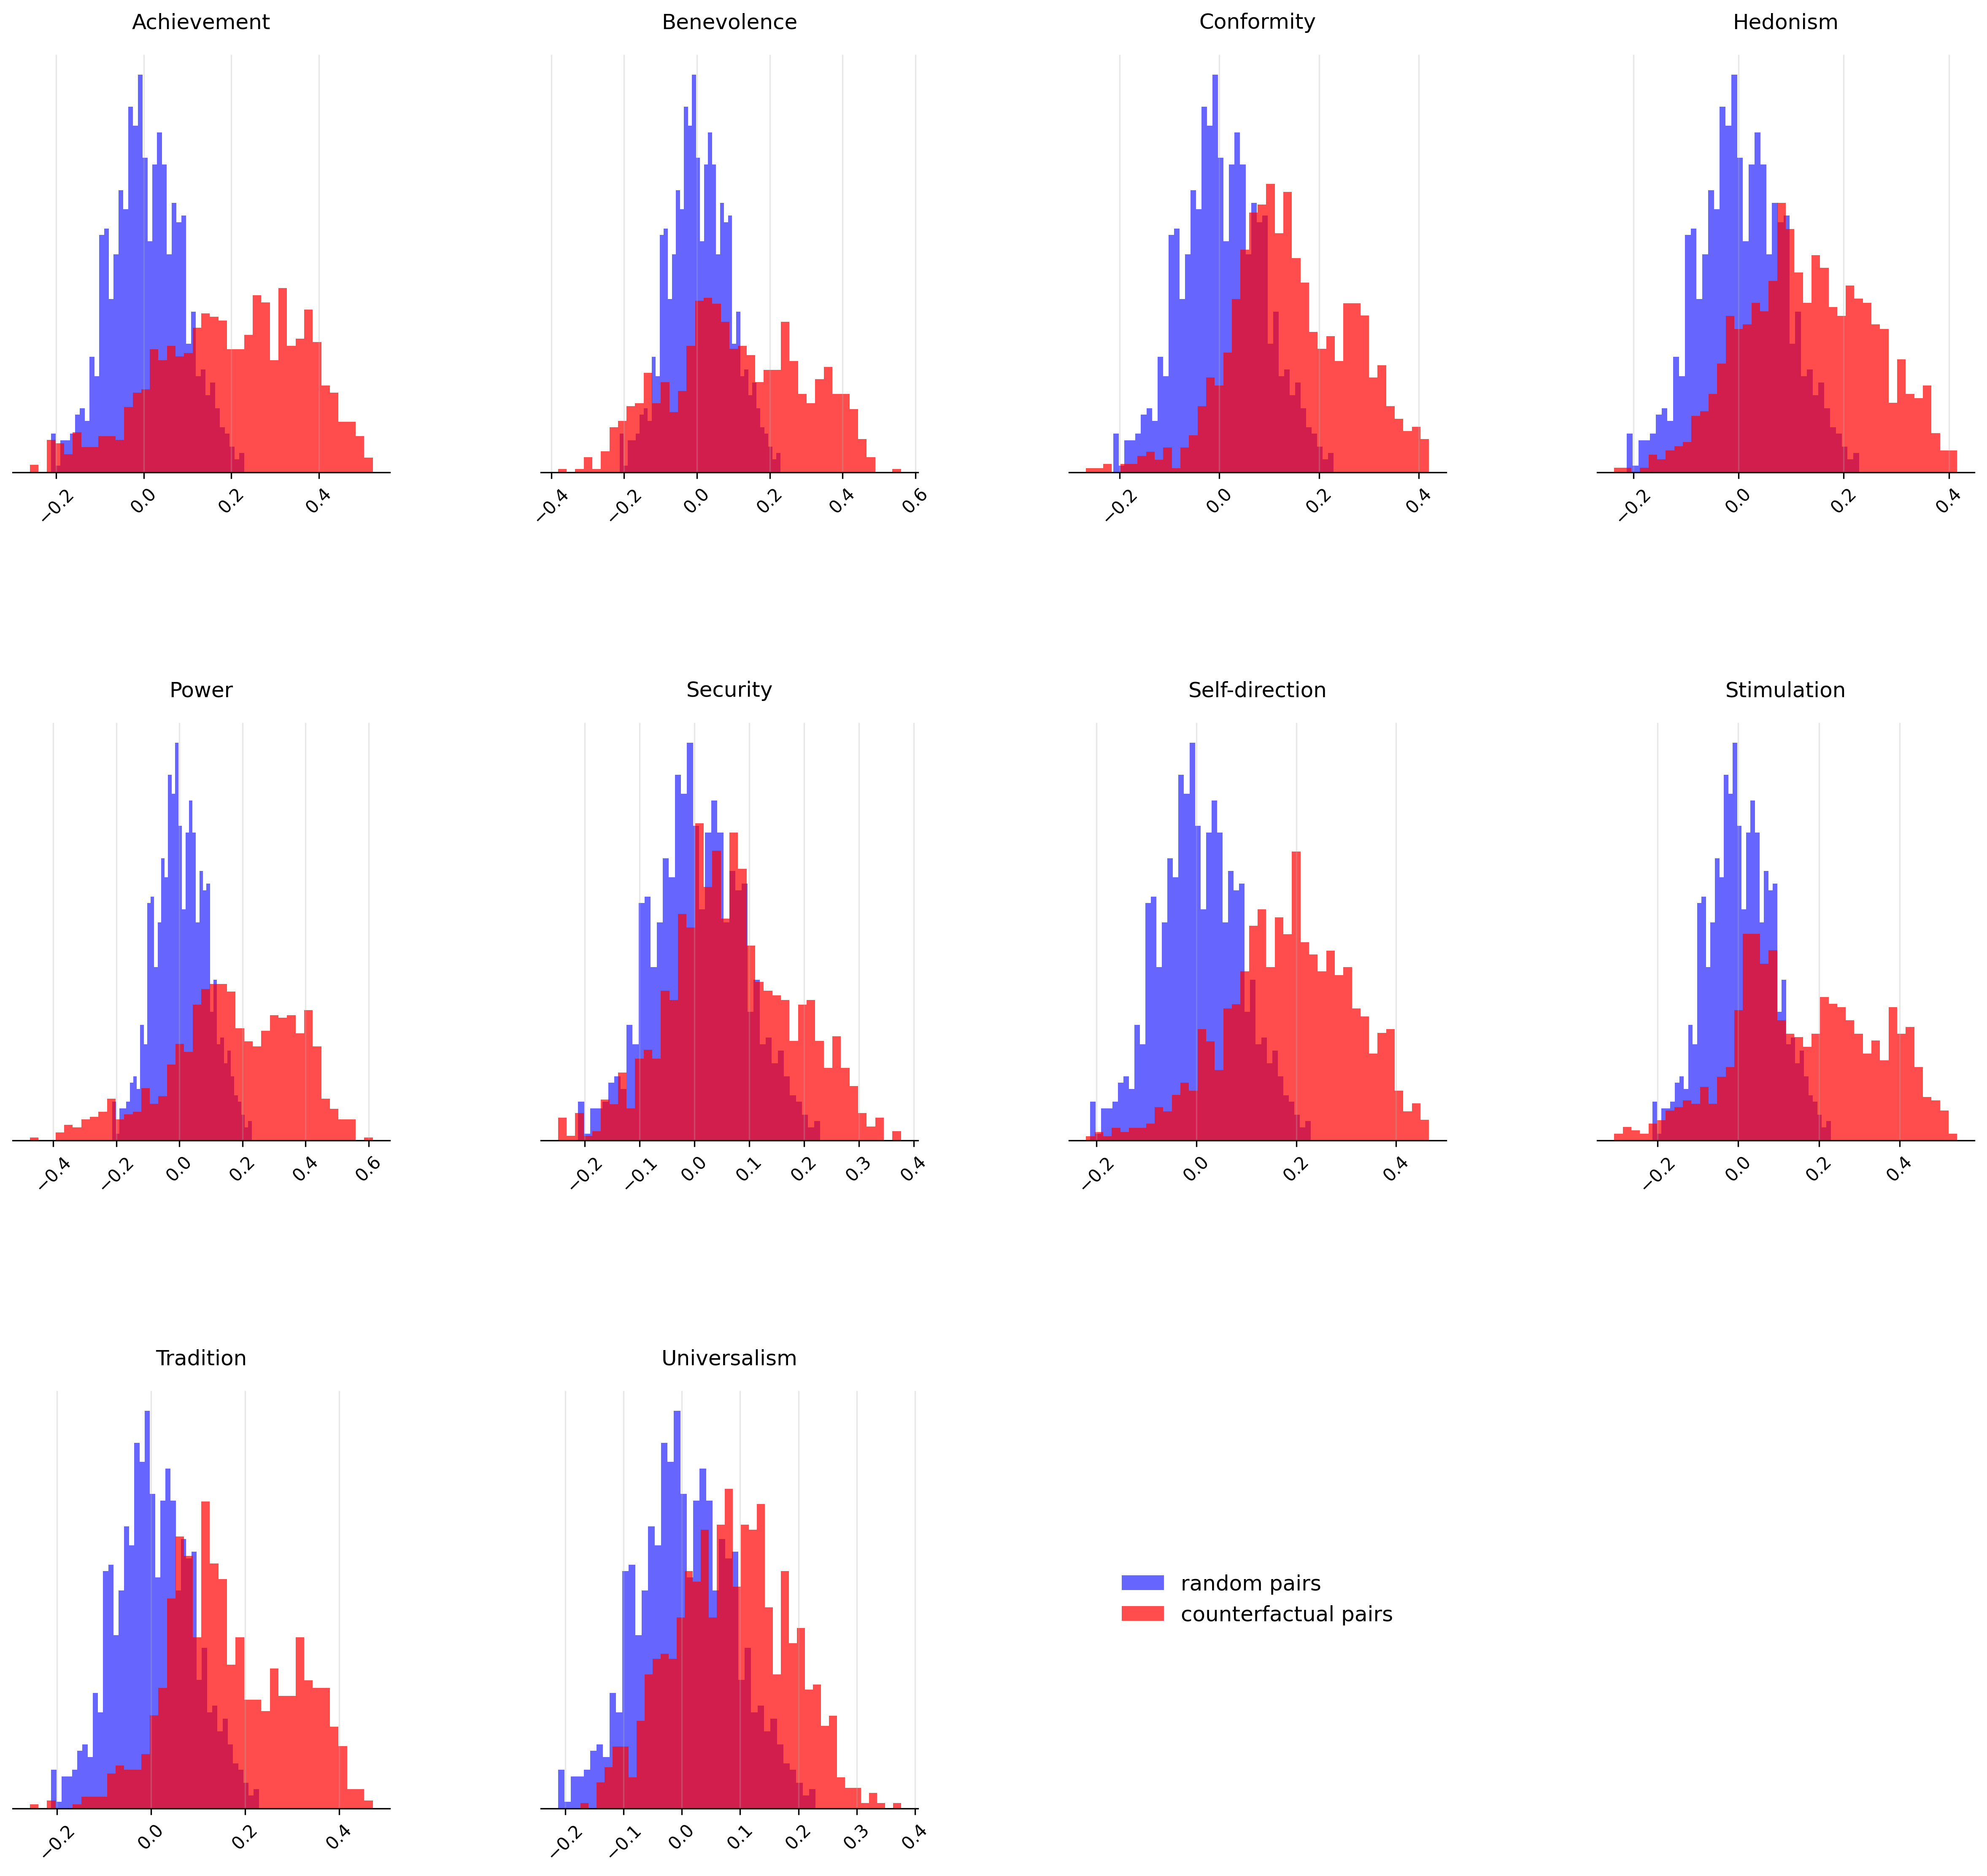 Achievement Benevolence Conformity Hedonism
−0.2 0.0 0.2 0.4 −0.4 −0.2 0.0 0.2 0.4 0.6 −0.2 0.0 0.2 0.4 −0.2 0.0 0.2 0.4
Power Security Self-direction Stimulation
−0.4 −0.2 0.0 0.2 0.4 0.6 −0.2 −0.1 0.0 0.1 0.2 0.3 0.4 −0.2 0.0 0.2 0.4 −0.2 0.0 0.2 0.4
Tradition Universalism
random pairs
counterfactual pairs
−0.2 0.0 0.2 0.4 −0.2 −0.1 0.0 0.1 0.2 0.3 0.4